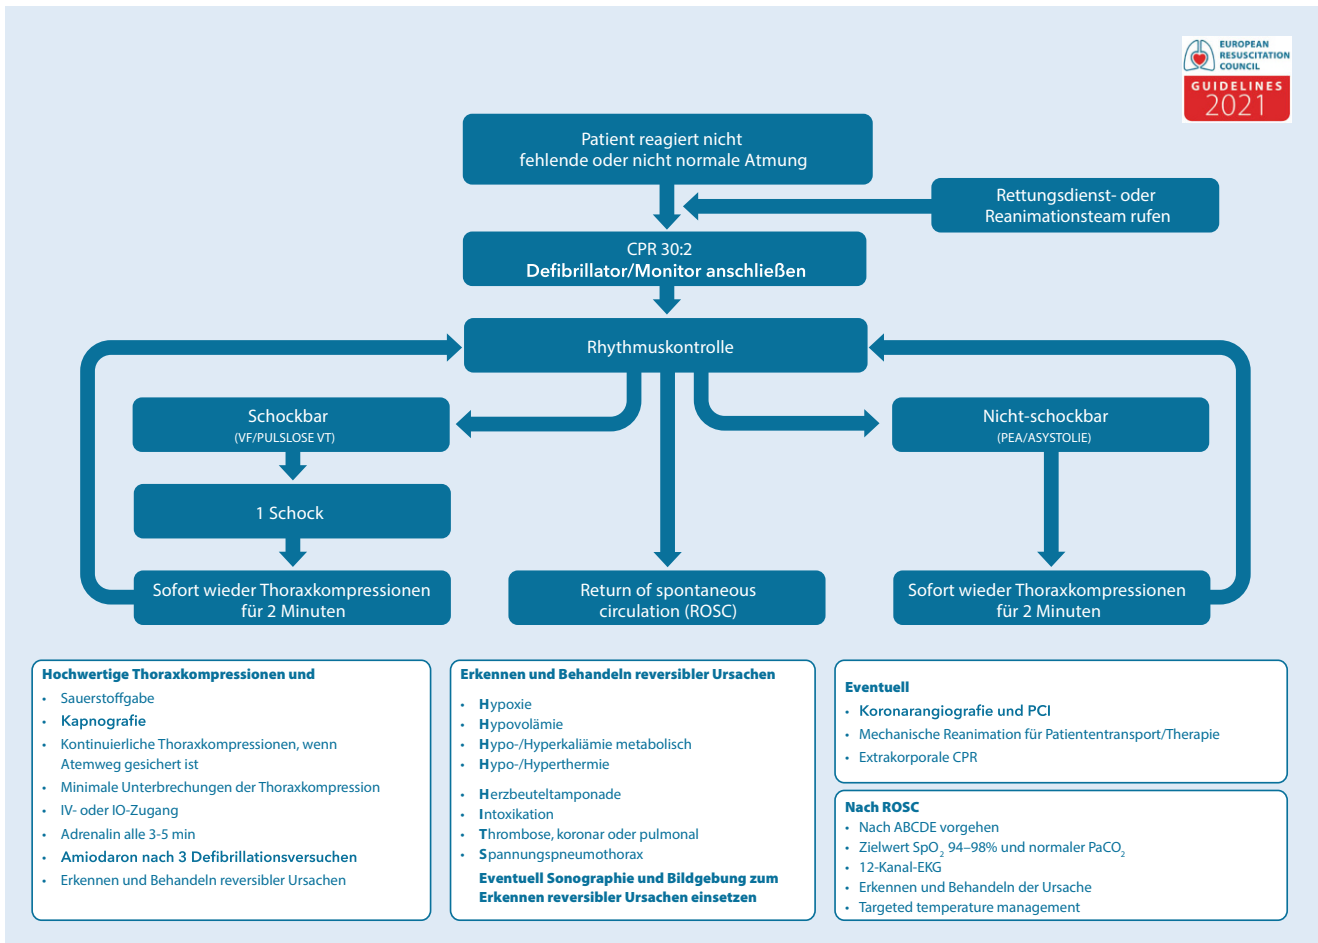 EUROPEAN
RESUSCITATION
COUNCIL
GUIDELINES
2021
Patient reagiert nicht
fehlende oder nicht normale Atmung
Rettungsdienst- oder
Reanimationsteam rufen
CPR 30:2
Defibrillator/Monitor anschließen
Rhythmuskontrolle
Schockbar
(VF/PULSLOSE VT)
Nicht-schockbar
(PEA/ASYSTOLIE)
1 Schock
Sofort wieder Thoraxkompressionen
für 2 Minuten
Return of spontaneous
circulation (ROSC)
Sofort wieder Thoraxkompressionen
für 2 Minuten
Hochwertige Thoraxkompressionen und
• Sauerstoffgabe
• Kapnografie
• Kontinuierliche Thoraxkompressionen, wenn
Atemweg gesichert ist
• Minimale Unterbrechungen der Thoraxkompression
• IV- oder IO-Zugang
• Adrenalin alle 3-5 min
• Amiodaron nach 3 Defibrillationsversuchen
• Erkennen und Behandeln reversibler Ursachen
Erkennen und Behandeln reversibler Ursachen
• Hypoxie
• Hypovolämie
• Hypo-/Hyperkaliämie metabolisch
• Hypo-/Hyperthermie
• Herzbeuteltamponade
• Intoxikation
• Thrombose, koronar oder pulmonal
• Spannungspneumothorax
Eventuell Sonographie und Bildgebung zum
Erkennen reversibler Ursachen einsetzen
Eventuell
• Koronarangiografie und PCI
• Mechanische Reanimation für Patiententransport/Therapie
• Extrakorporale CPR
Nach ROSC
• Nach ABCDE vorgehen
• Zielwert SpO₂ 94–98% und normaler PaCO₂
• 12-Kanal-EKG
• Erkennen und Behandeln der Ursache
• Targeted temperature management